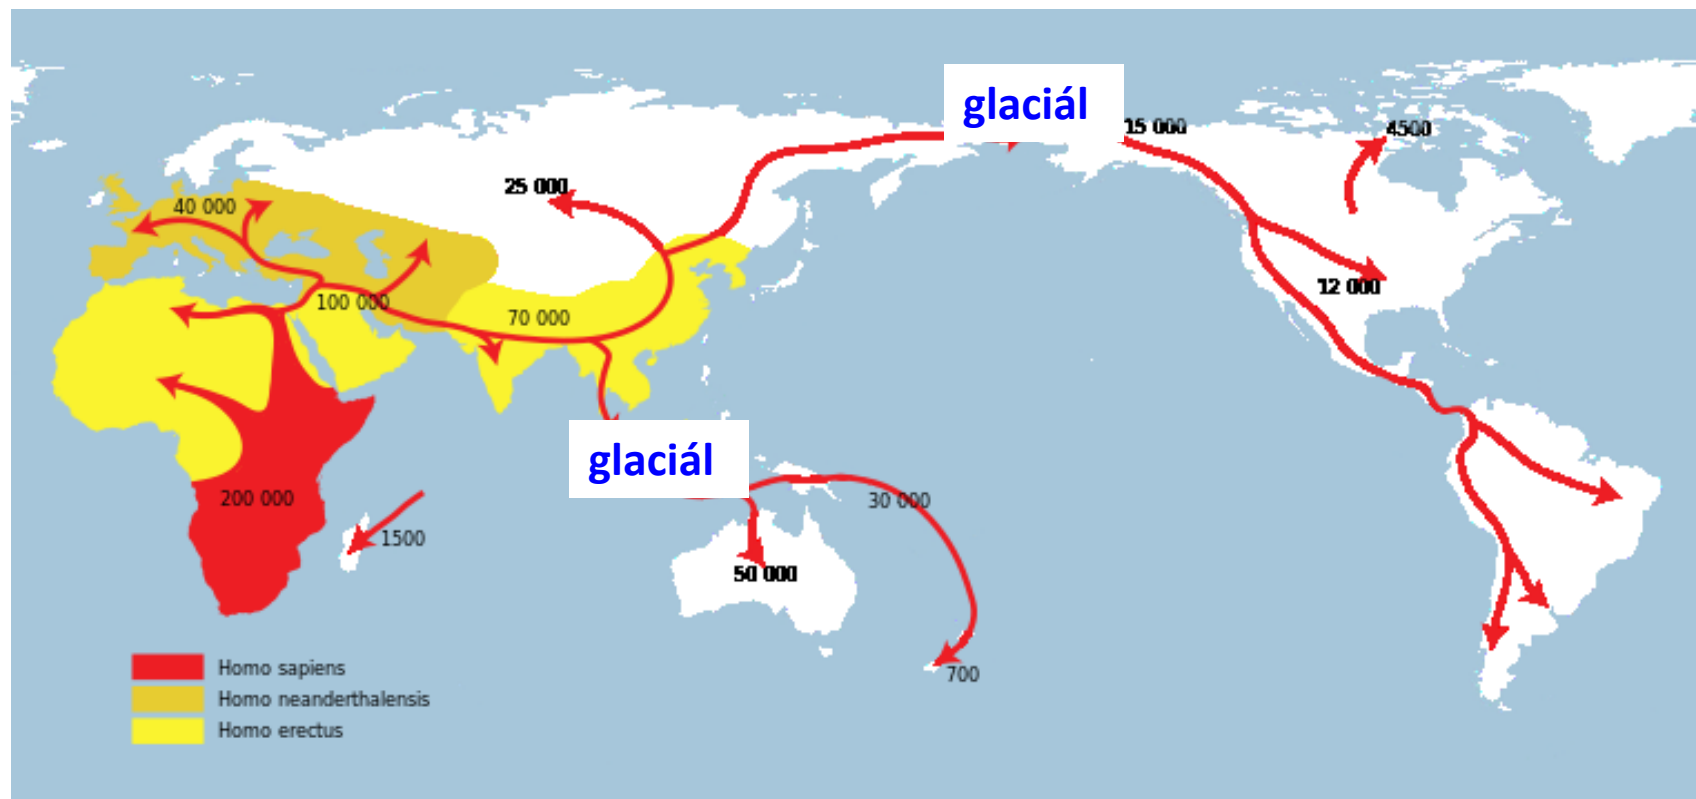 glaciál
15 000
4500
25 000
40 000
12 000
100 000
70 000
glaciál
200 000
30 000
1500
50 000
Homo sapiens
700
Homo neanderthalensis
Homo erectus